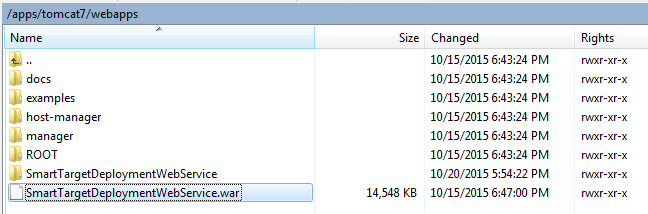 /apps/tomcat7/webapps
Name Size Changed Rights
.. 10/15/2015 6:43:24 PM rwxr-xr-x
docs 10/15/2015 6:43:24 PM rwxr-xr-x
examples 10/15/2015 6:43:24 PM rwxr-xr-x
host-manager 10/15/2015 6:43:24 PM rwxr-xr-x
manager 10/15/2015 6:43:24 PM rwxr-xr-x
ROOT 10/15/2015 6:43:24 PM rwxr-xr-x
SmartTargetDeploymentWebService 10/20/2015 5:54:22 PM rwxr-xr-x
SmartTargetDeploymentWebService.war 14,548 KB 10/15/2015 6:47:00 PM rwxr-xr-x